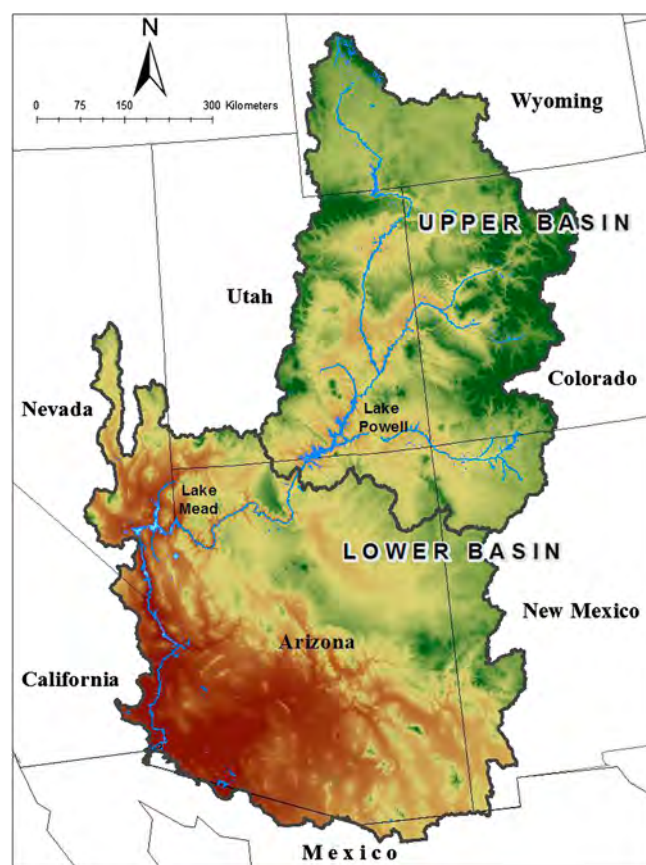 N
0 75 150 300 Kilometers
Wyoming
UPPER BASIN
Utah
Colorado
Nevada
Lake
Powell
Lake
Mead
LOWER BASIN
New Mexico
Arizona
California
Mexico